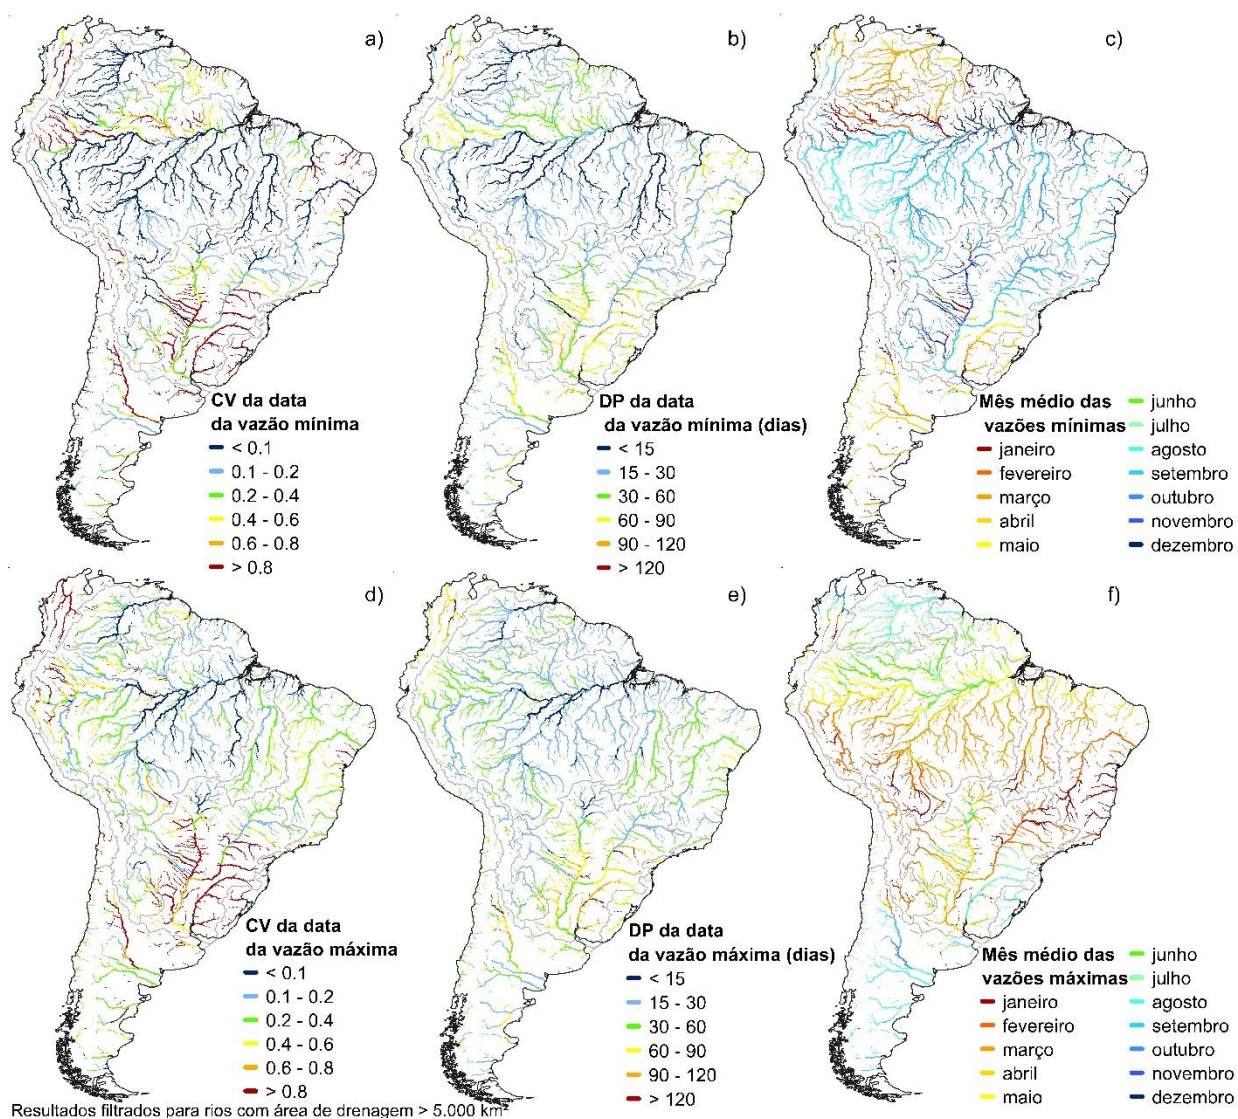 a)
b)
c)
CV da data
da vazão mínima
< 0.1
0.1 - 0.2
0.2 - 0.4
0.4 - 0.6
0.6 - 0.8
> 0.8
DP da data
da vazão mínima (dias)
< 15
15 - 30
30 - 60
60 - 90
90 - 120
> 120
Mês médio das
vazões mínimas
janeiro
fevereiro
março
abril
maio
junho
julho
agosto
setembro
outubro
novembro
dezembro
d)
e)
f)
CV da data
da vazão máxima
< 0.1
0.1 - 0.2
0.2 - 0.4
0.4 - 0.6
0.6 - 0.8
> 0.8
DP da data
da vazão máxima (dias)
< 15
15 - 30
30 - 60
60 - 90
90 - 120
> 120
Mês médio das
vazões máximas
janeiro
fevereiro
março
abril
maio
junho
julho
agosto
setembro
outubro
novembro
dezembro
Resultados filtrados para rios com área de drenagem > 5.000 km²